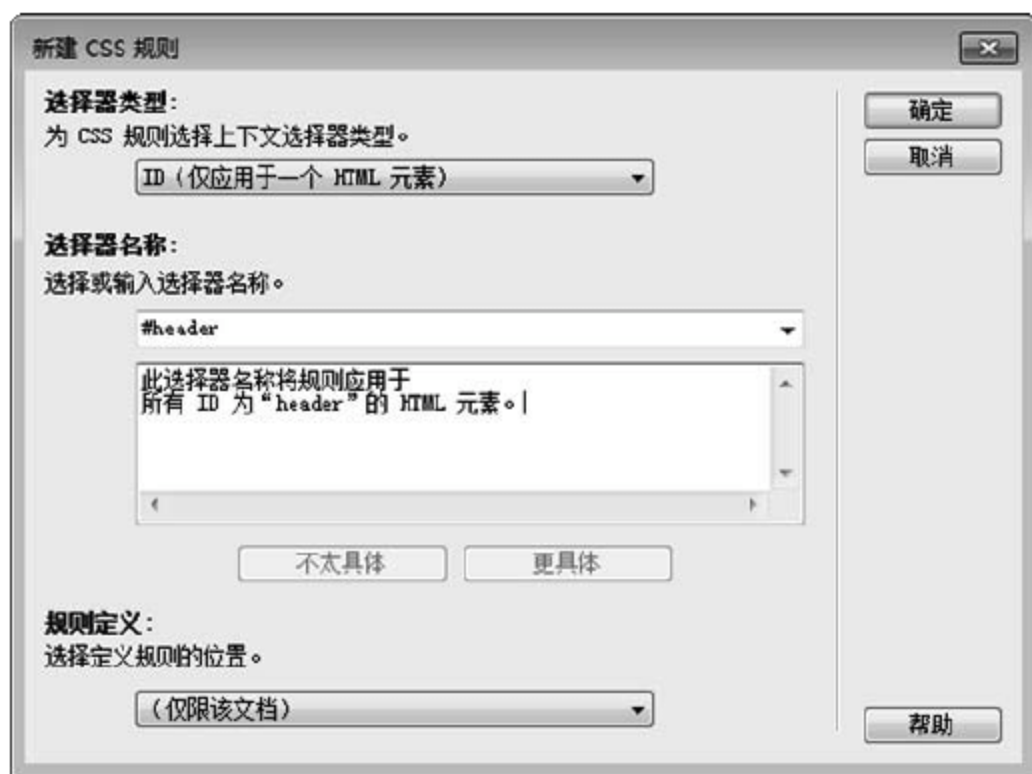 新建 CSS 规则
选择器类型：
为 CSS 规则选择上下文选择器类型。
ID（仅应用于一个 HTML 元素）
选择器名称：
选择或输入选择器名称。
#header
此选择器名称将规则应用于
所有 ID 为“header”的 HTML 元素。
不太具体
更具体
规则定义：
选择定义规则的位置。
（仅限该文档）
确定
取消
帮助